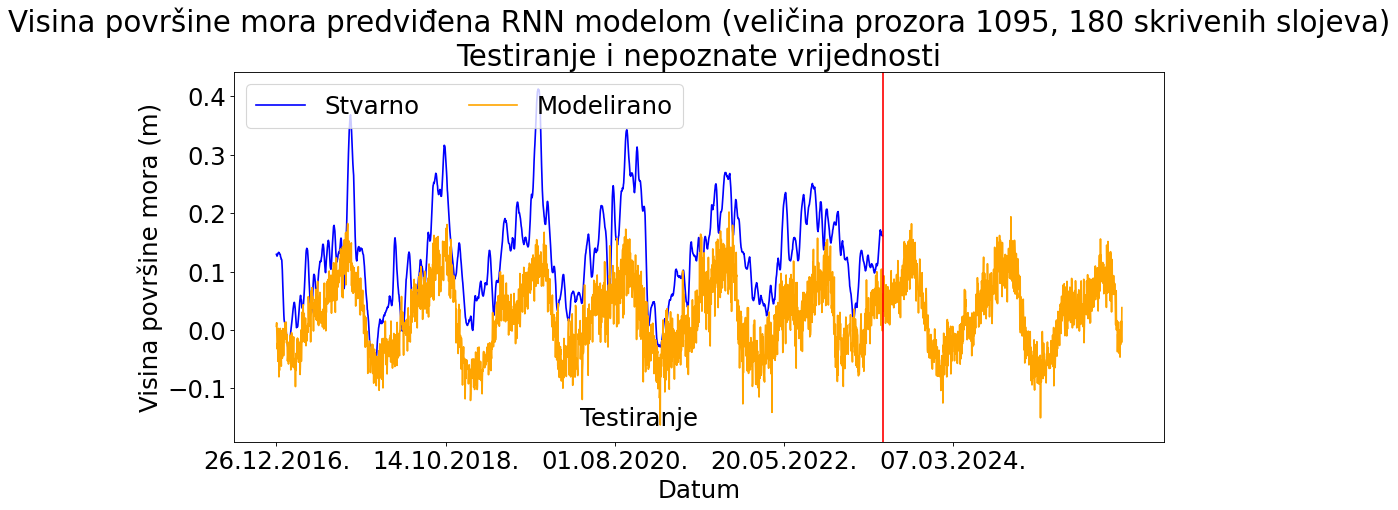 Visina površine mora predviđena RNN modelom (veličina prozora 1095, 180 skrivenih slojeva)
Testiranje i nepoznate vrijednosti
Stvarno
Modelirano
Visina površine mora (m)
0.4
0.3
0.2
0.1
0.0
−0.1
Testiranje
26.12.2016.
14.10.2018.
01.08.2020.
20.05.2022.
07.03.2024.
Datum